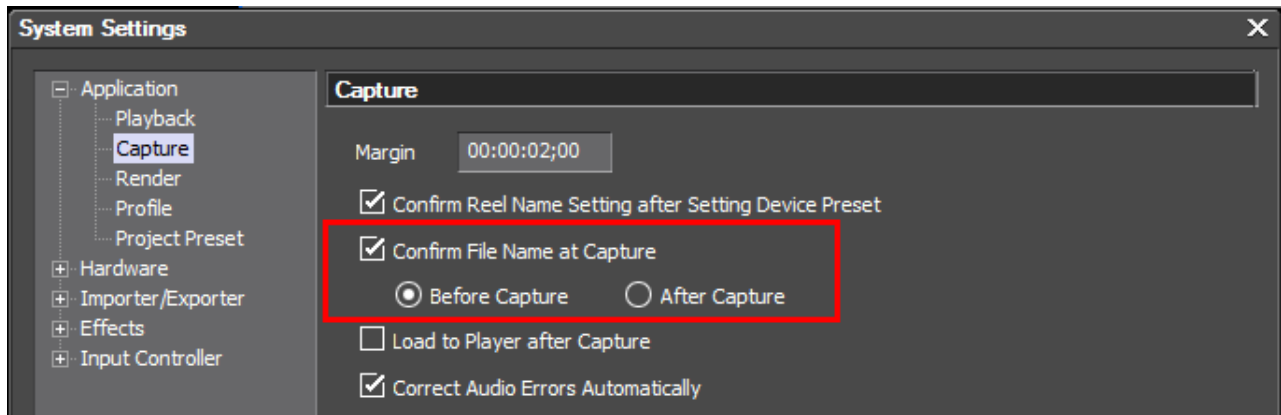 System Settings
Application
Playback
Capture
Render
Profile
Project Preset
Hardware
Importer/Exporter
Effects
Input Controller
Capture
Margin 00:00:02;00
Confirm Reel Name Setting after Setting Device Preset
Confirm File Name at Capture
Before Capture After Capture
Load to Player after Capture
Correct Audio Errors Automatically